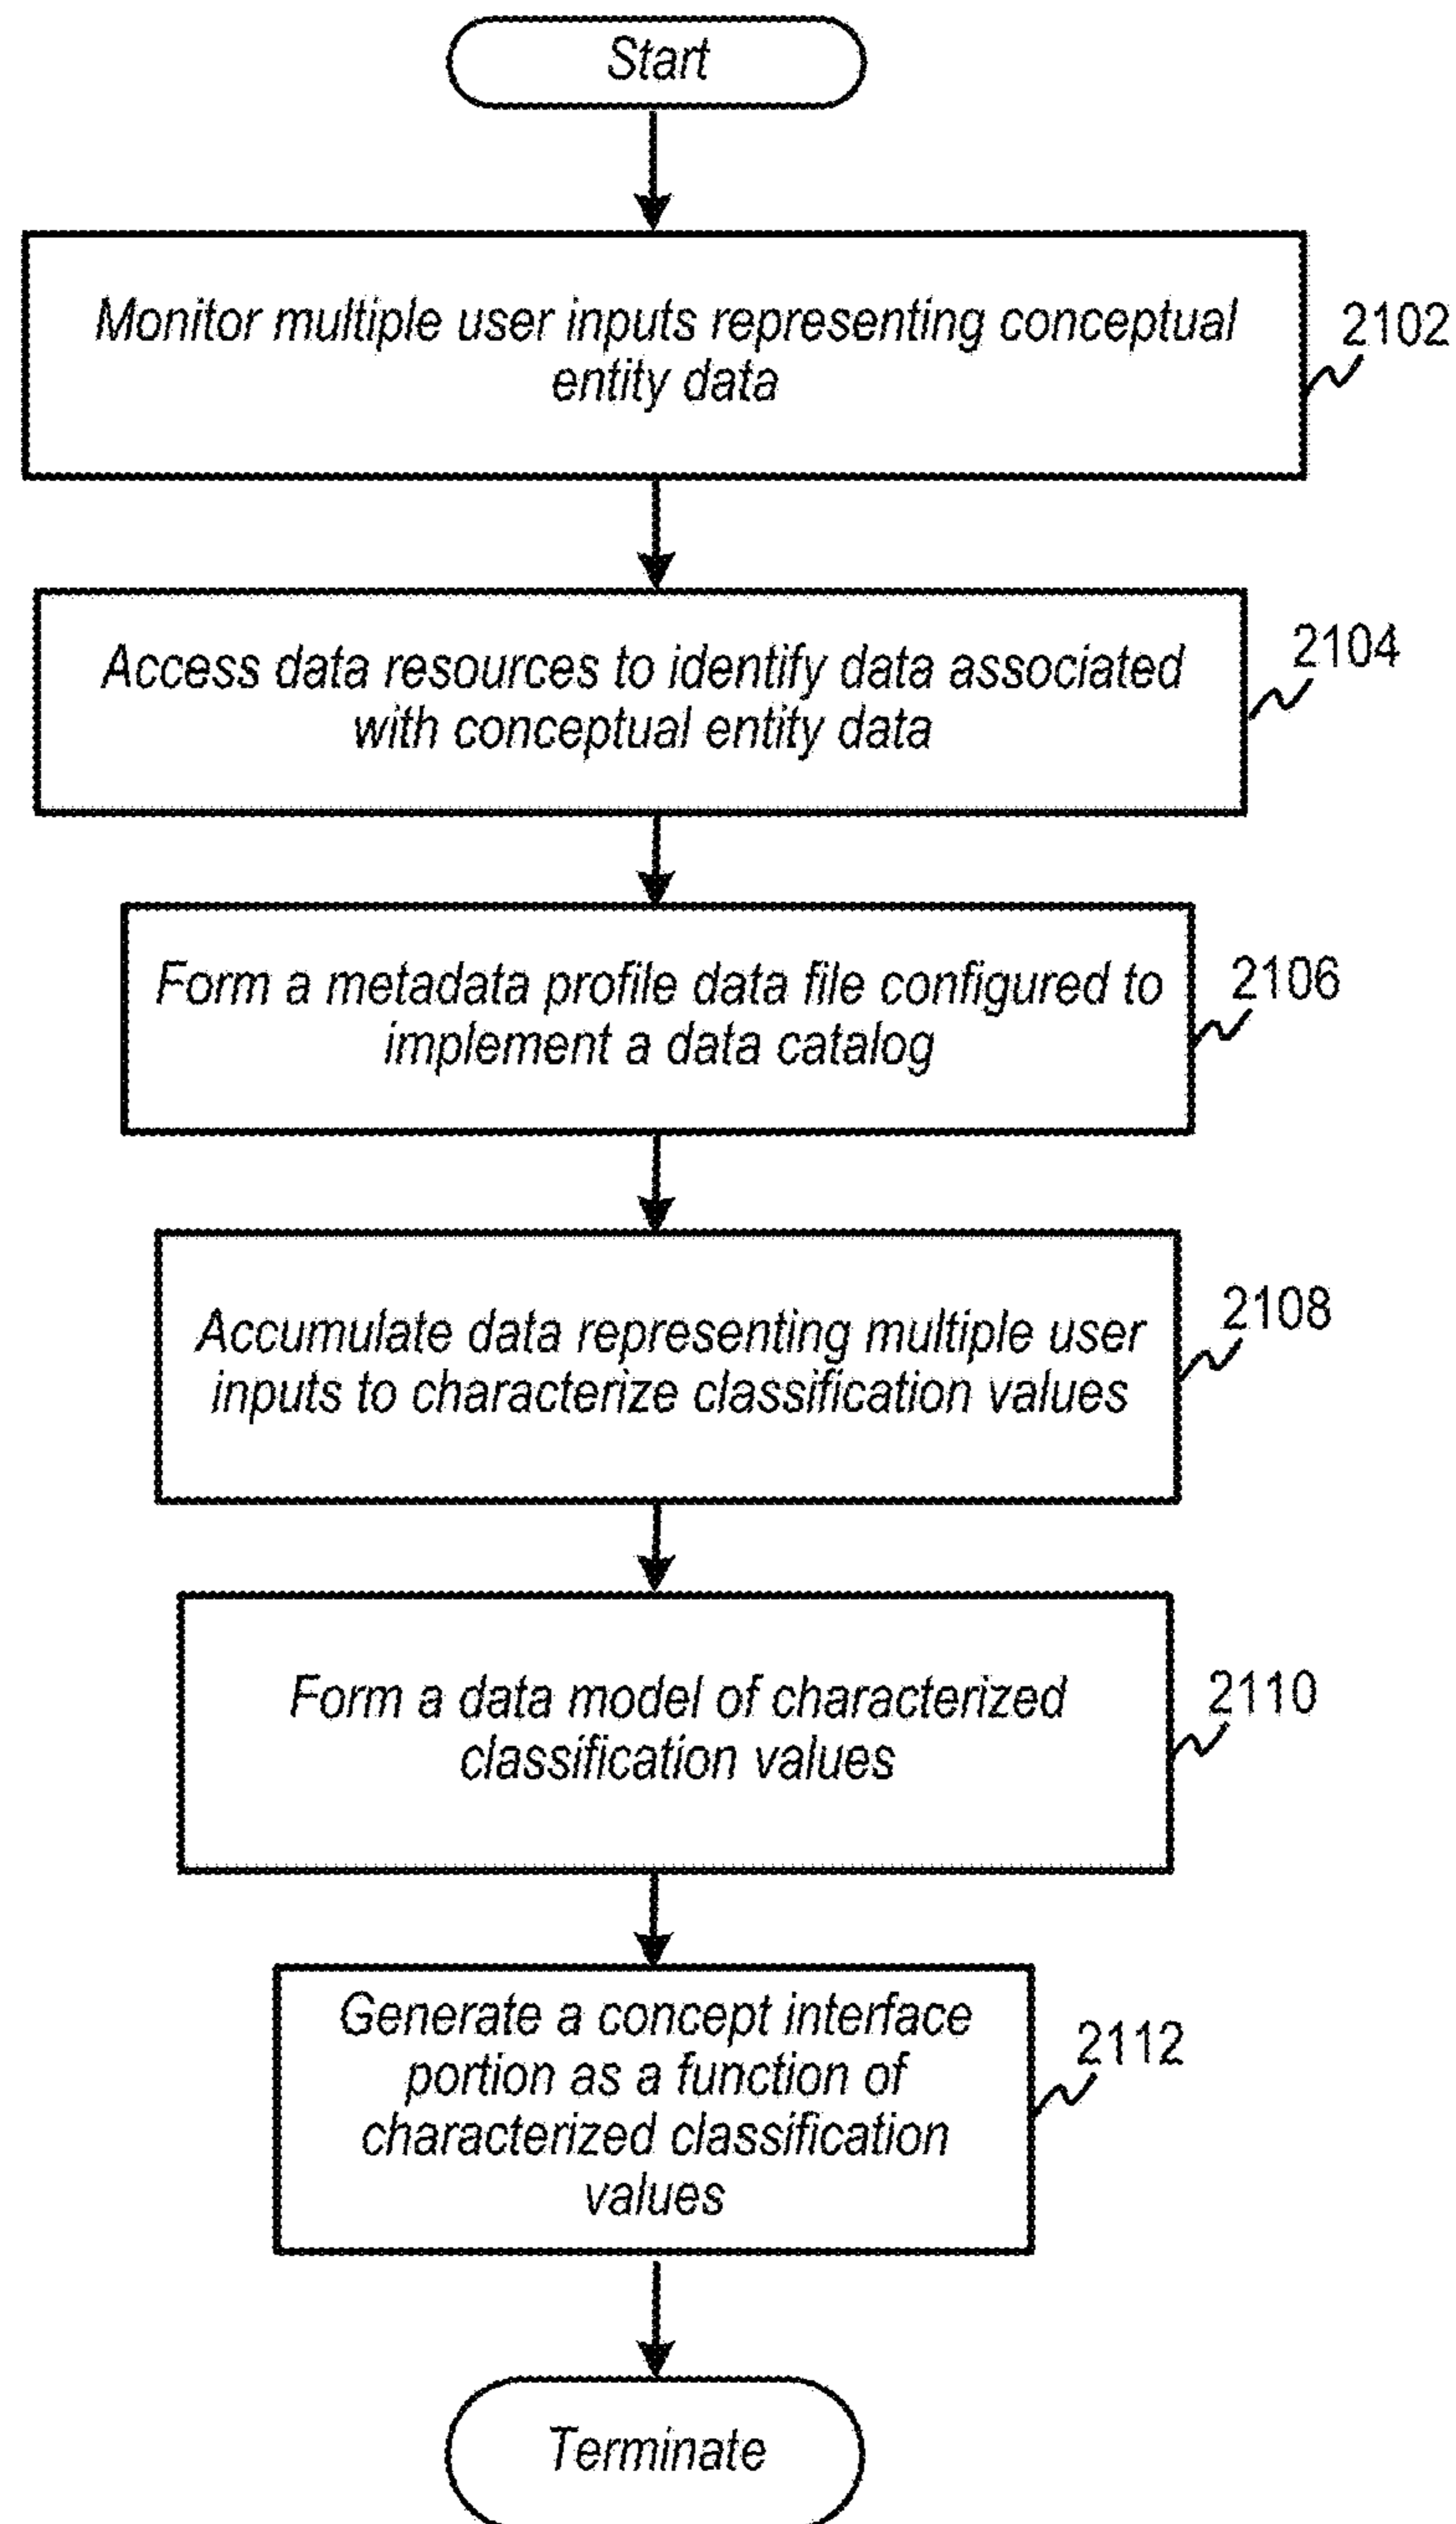 Start
Monitor multiple user inputs representing conceptual
entity data
2102
Access data resources to identify data associated
with conceptual entity data
2104
Form a metadata profile data file configured to
implement a data catalog
2106
Accumulate data representing multiple user
inputs to characterize classification values
2108
Form a data model of characterized
classification values
2110
Generate a concept interface
portion as a function of
characterized classification
values
2112
Terminate